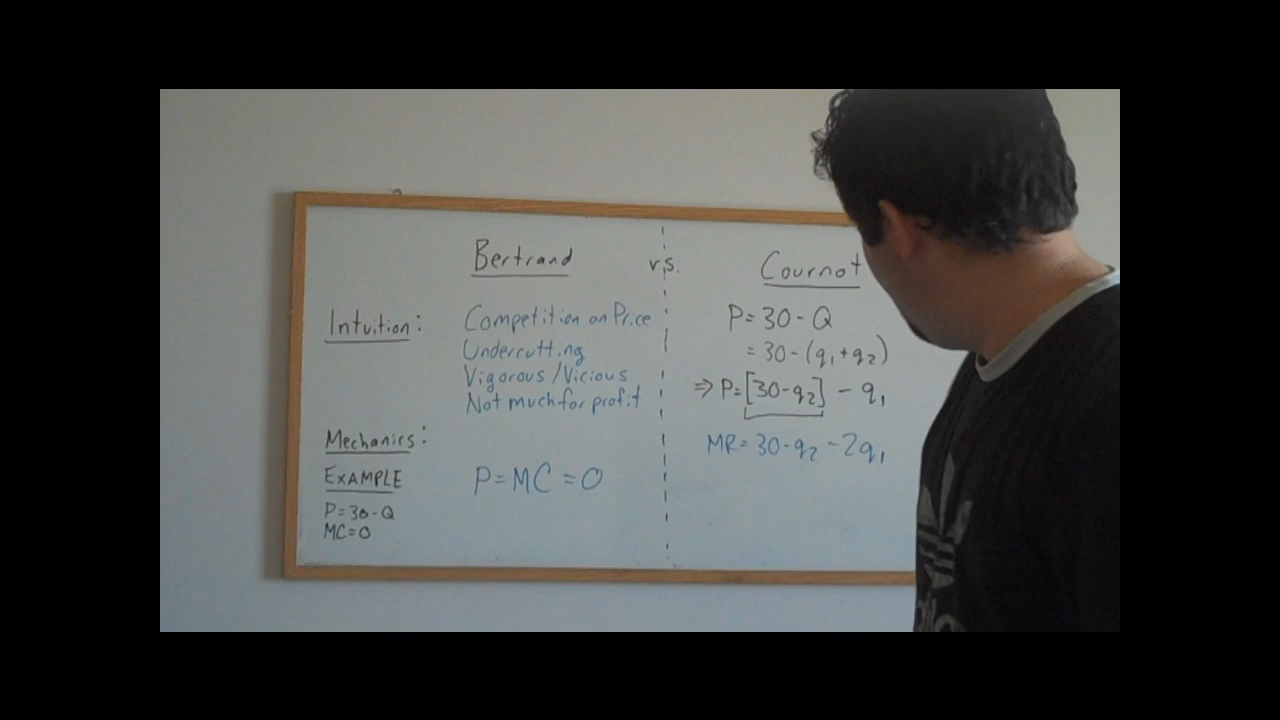 Bertrand
v.s.
Cournot
Intuition:
Competition on Price
Undercutting
Vigorous/Vicious
Not much for profit
Mechanics:
EXAMPLE
P=30-Q
MC=0
P=MC=0
P=30-Q
=30-(q₁+q₂)
⇒P=[30-q₂]-q₁
MR=30-q₂-2q₁